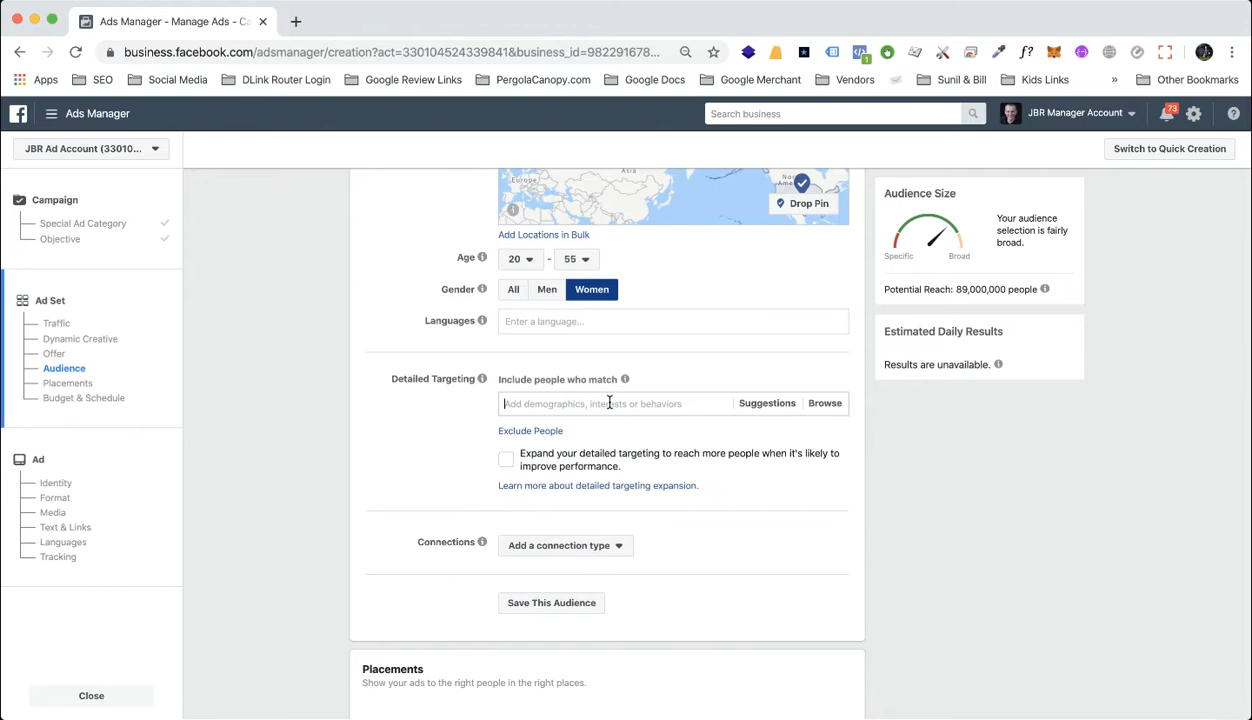 Ads Manager - Manage Ads - Ca
business.facebook.com/adsmanager/creation?act=330104524339841&business_id=982291678...
Apps
SEO
Social Media
DLink Router Login
Google Review Links
PergolaCanopy.com
Google Docs
Google Merchant
Vendors
Sunil & Bill
Kids Links
»
Other Bookmarks
Ads Manager
Search business
JBR Manager Account
73
JBR Ad Account (33010...
Switch to Quick Creation
Campaign
Special Ad Category
Objective
Ad Set
Traffic
Dynamic Creative
Offer
Audience
Placements
Budget & Schedule
Ad
Identity
Format
Media
Text & Links
Languages
Tracking
Close
Europe
Asia
Drop Pin
Add Locations in Bulk
Age
20 - 55
Gender
All Men Women
Languages
Enter a language...
Detailed Targeting
Include people who match
Add demographics, interests or behaviors
Suggestions
Browse
Exclude People
Expand your detailed targeting to reach more people when it's likely to
improve performance.
Learn more about detailed targeting expansion.
Connections
Add a connection type
Save This Audience
Placements
Show your ads to the right people in the right places.
Audience Size
Specific
Broad
Your audience
selection is fairly
broad.
Potential Reach: 89,000,000 people
Estimated Daily Results
Results are unavailable.